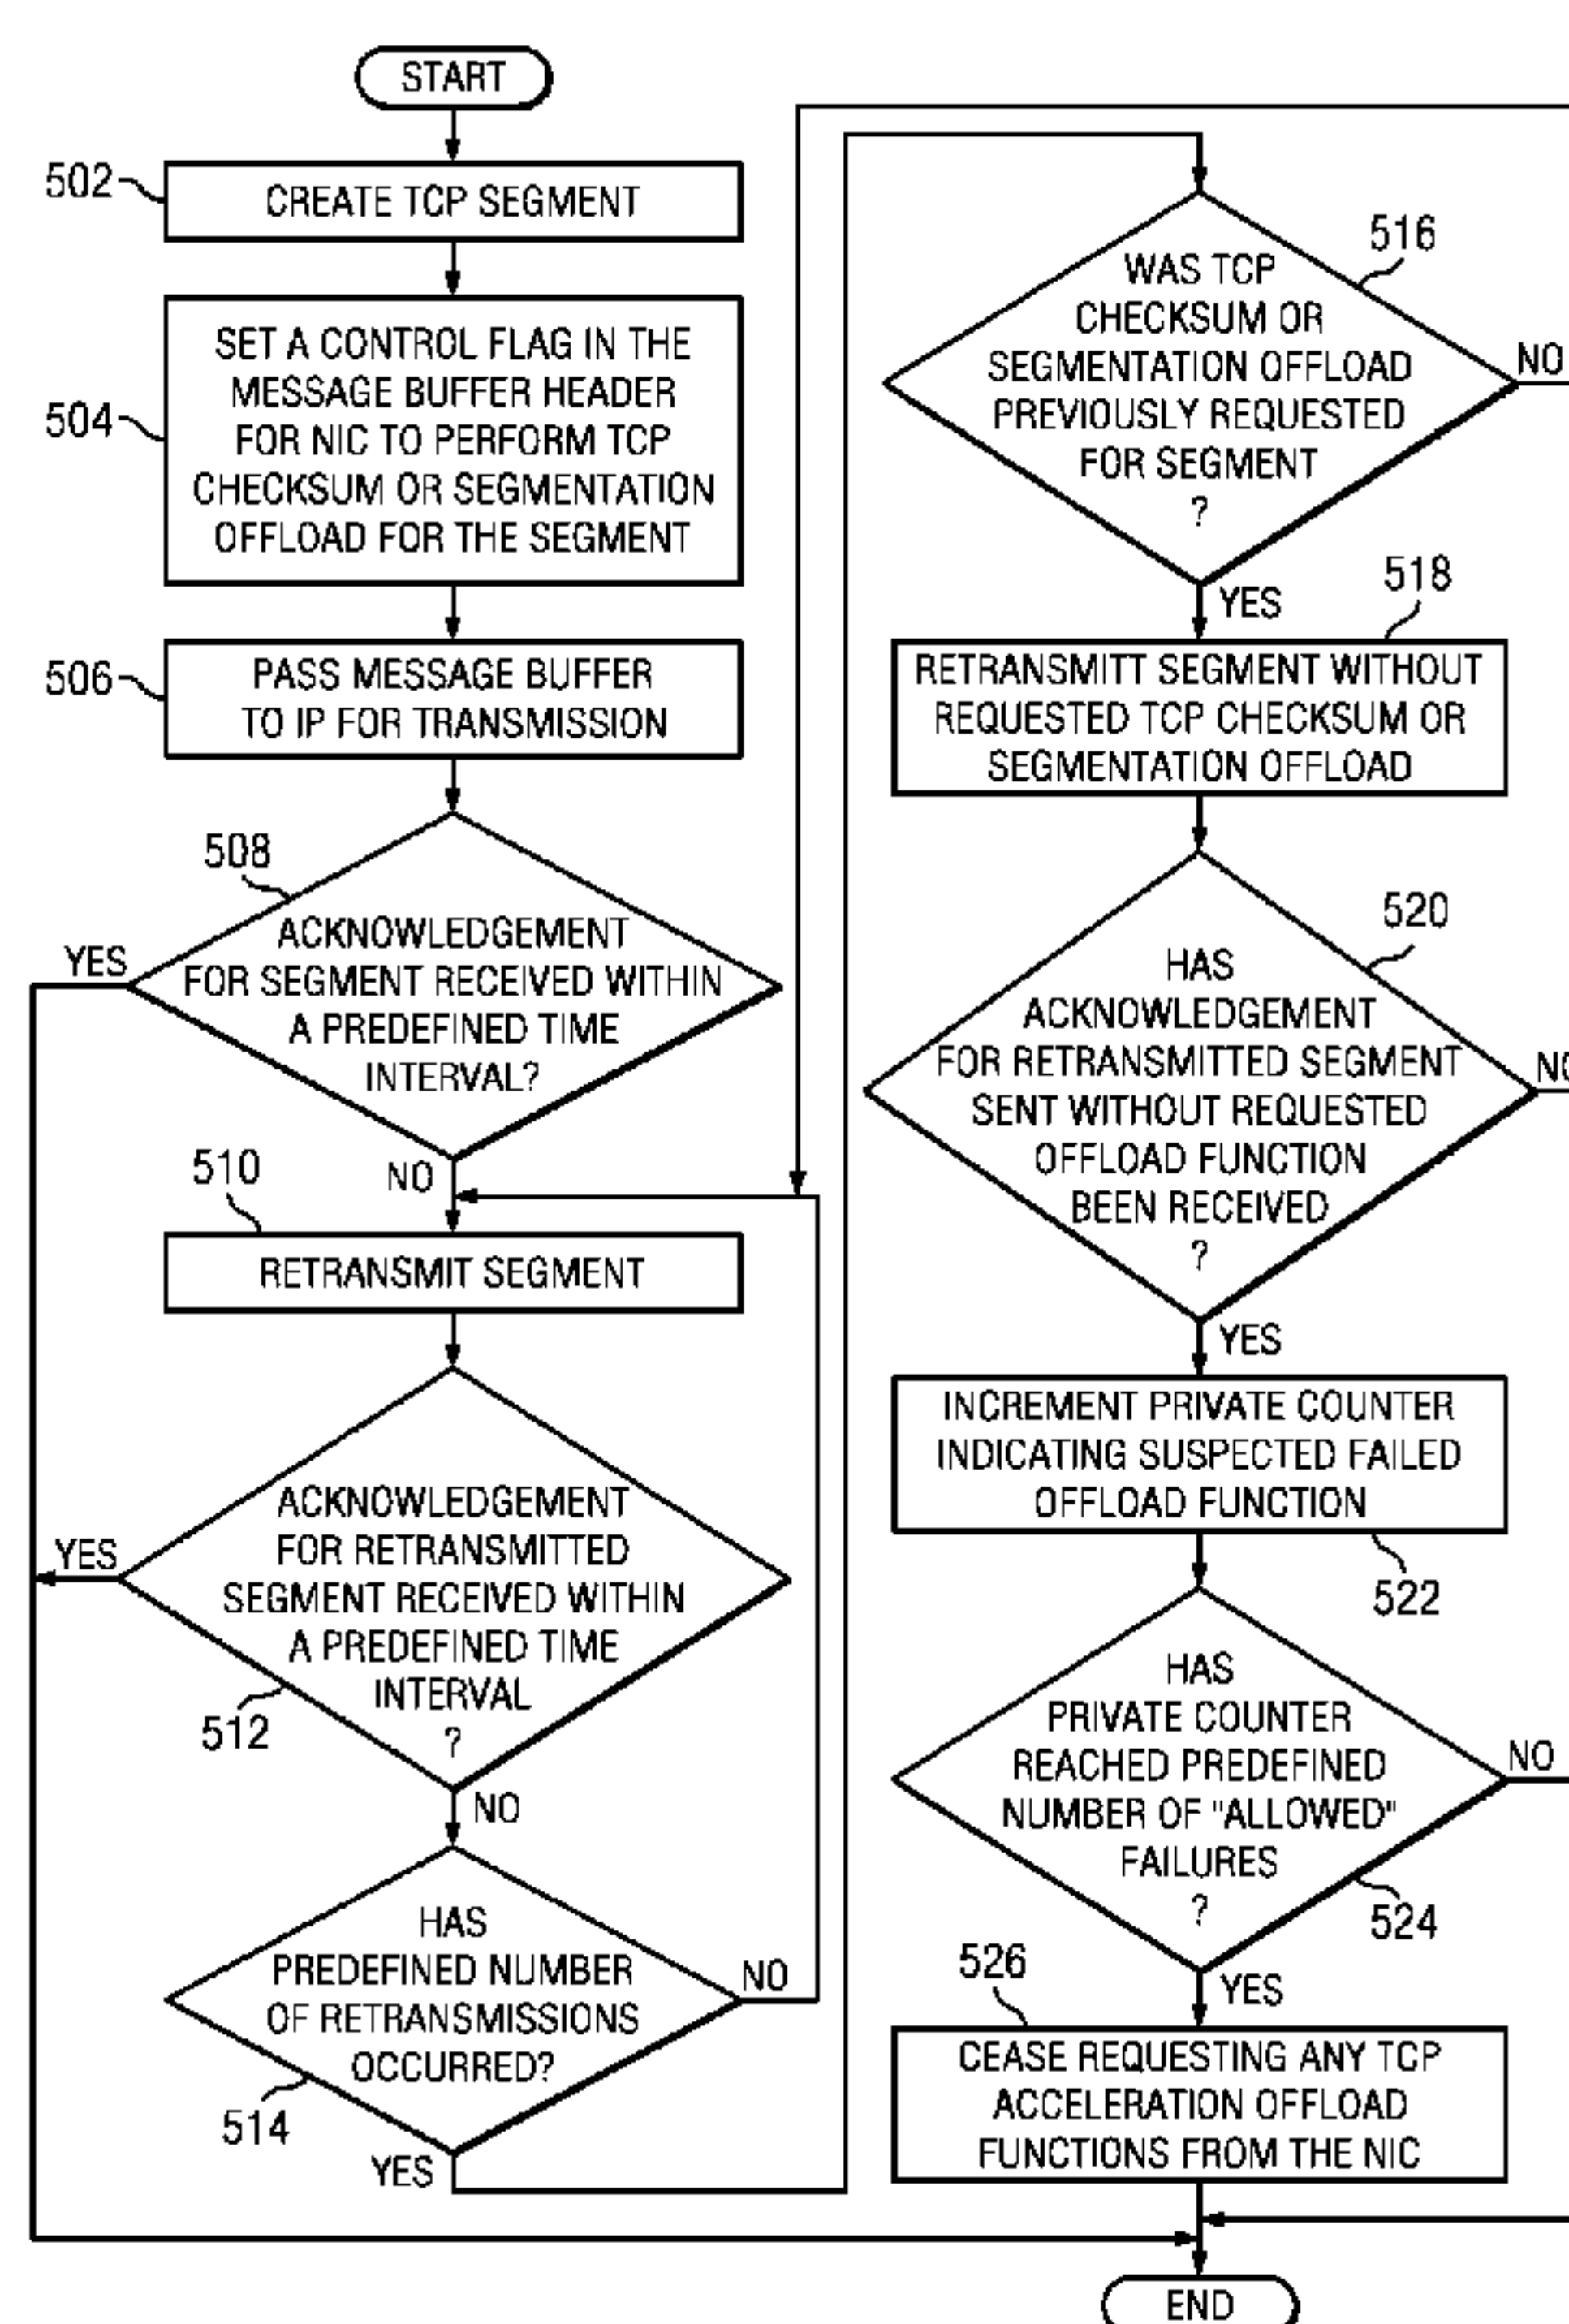 START
502
CREATE TCP SEGMENT
504
SET A CONTROL FLAG IN THE
MESSAGE BUFFER HEADER
FOR NIC TO PERFORM TCP
CHECKSUM OR SEGMENTATION
OFFLOAD FOR THE SEGMENT
506
PASS MESSAGE BUFFER
TO IP FOR TRANSMISSION
508
YES
ACKNOWLEDGEMENT
FOR SEGMENT RECEIVED WITHIN
A PREDEFINED TIME
INTERVAL?
NO
510
RETRANSMIT SEGMENT
YES
ACKNOWLEDGEMENT
FOR RETRANSMITTED
SEGMENT RECEIVED WITHIN
A PREDEFINED TIME
INTERVAL
?
512
NO
HAS
PREDEFINED NUMBER
OF RETRANSMISSIONS
OCCURRED?
NO
514
YES
516
WAS TCP
CHECKSUM OR
SEGMENTATION OFFLOAD
PREVIOUSLY REQUESTED
FOR SEGMENT
?
NO
YES
518
RETRANSMITT SEGMENT WITHOUT
REQUESTED TCP CHECKSUM OR
SEGMENTATION OFFLOAD
520
HAS
ACKNOWLEDGEMENT
FOR RETRANSMITTED SEGMENT
SENT WITHOUT REQUESTED
OFFLOAD FUNCTION
BEEN RECEIVED
?
NO
YES
INCREMENT PRIVATE COUNTER
INDICATING SUSPECTED FAILED
OFFLOAD FUNCTION
522
HAS
PRIVATE COUNTER
REACHED PREDEFINED
NUMBER OF "ALLOWED"
FAILURES
?
NO
524
YES
526
CEASE REQUESTING ANY TCP
ACCELERATION OFFLOAD
FUNCTIONS FROM THE NIC
END